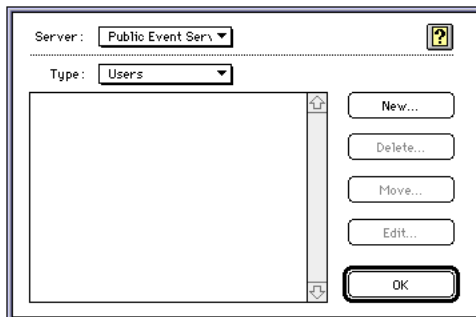 Server: Public Event Serv
?
Type: Users
New...
Delete...
Move...
Edit...
OK